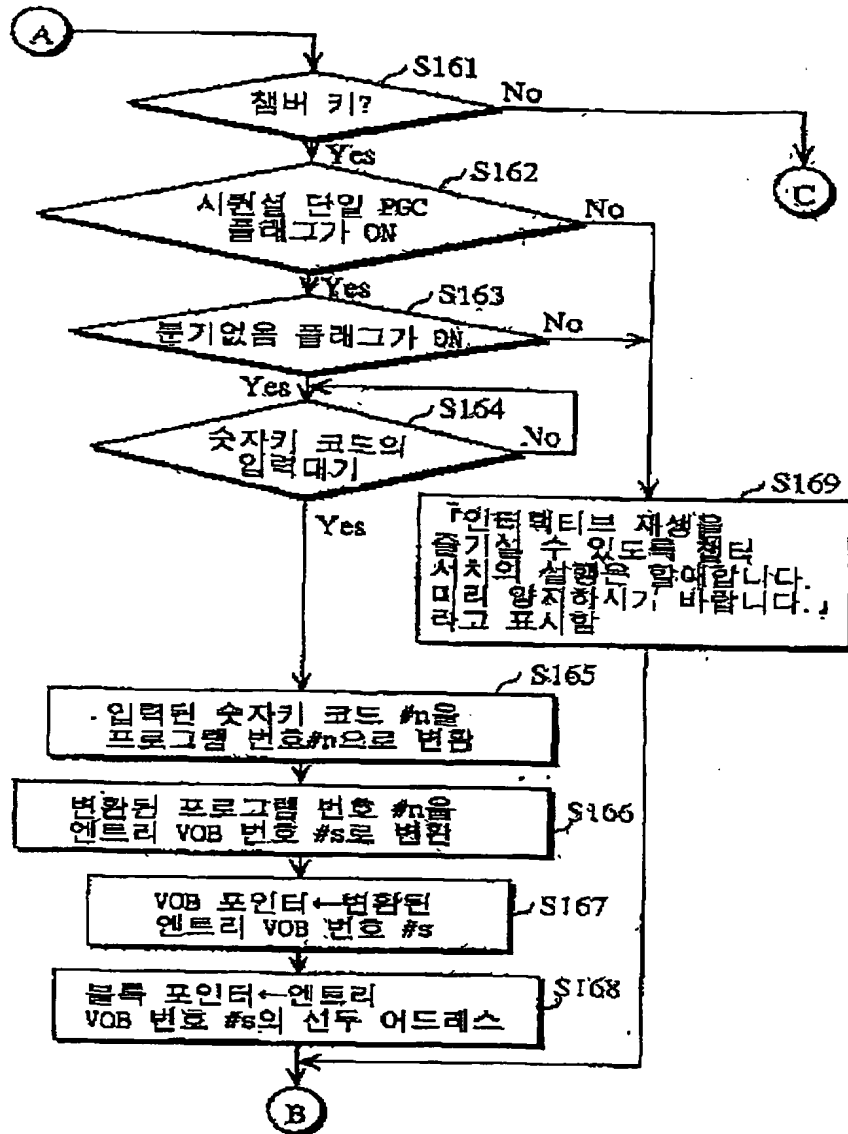 A
S161
챔버 키?
No
Yes
S162
C
시퀀셜 단일 PGC
플래그가 ON
No
Yes
S163
분기없음 플래그가 ON
No
Yes
S164
숫자키 코드의
입력대기
No
Yes
S169
「인터랙티브 재생을
즐기실 수 있도록 챕터
서치의 실행은 할애합니다.
미리 양지하시기 바랍니다.」
라고 표시함
S165
입력된 숫자키 코드 #n을
프로그램 번호#n으로 변환
변환된 프로그램 번호 #n을
엔트리 VOB 번호 #s로 변환
S166
VOB 포인터←변환된
엔트리 VOB 번호 #s
S167
블록 포인터←엔트리
VOB 번호 #s의 선두 어드레스
S168
B